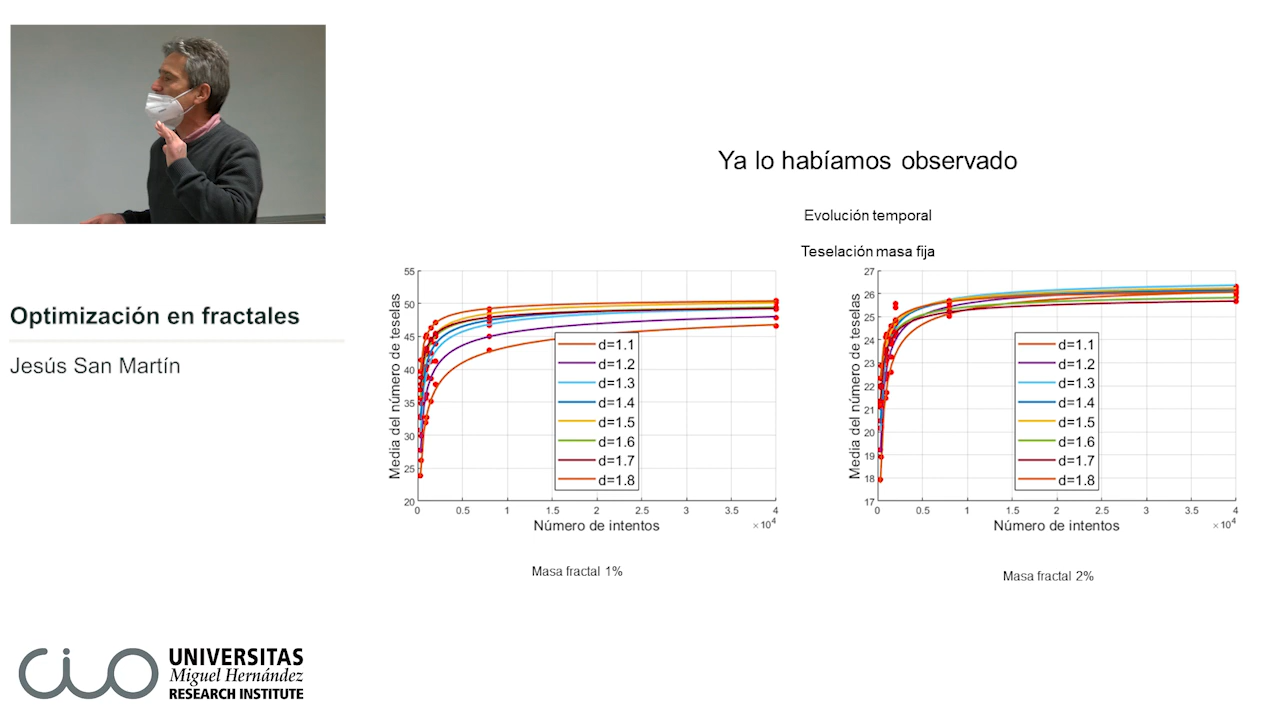 Ya lo habíamos observado
Evolución temporal
Teselación masa fija
Optimización en fractales
Jesús San Martín
Media del número de teselas
55
50
45
40
35
30
25
20
0 0.5 1 1.5 2 2.5 3 3.5 4
×10⁴
Número de intentos
d=1.1
d=1.2
d=1.3
d=1.4
d=1.5
d=1.6
d=1.7
d=1.8
Masa fractal 1%
Media del número de teselas
27
26
25
24
23
22
21
20
19
18
17
0 0.5 1 1.5 2 2.5 3 3.5 4
×10⁴
Número de intentos
d=1.1
d=1.2
d=1.3
d=1.4
d=1.5
d=1.6
d=1.7
d=1.8
Masa fractal 2%
cio
UNIVERSITAS
Miguel Hernández
RESEARCH INSTITUTE